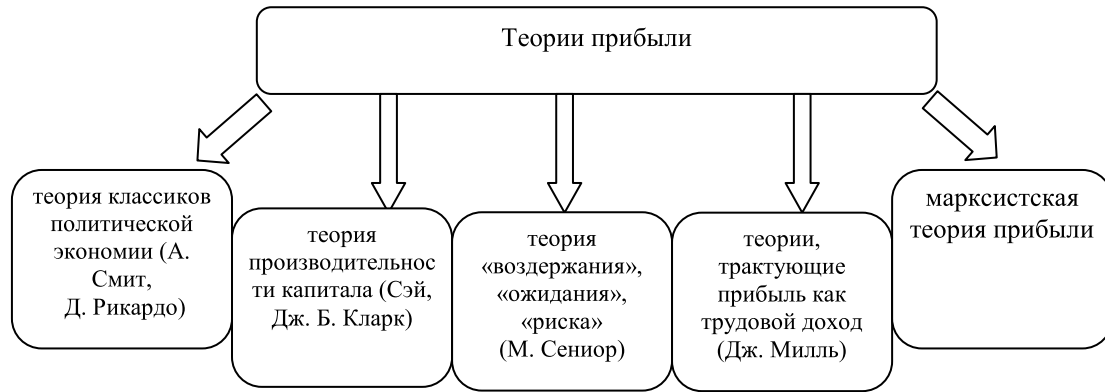 Теории прибыли
теория классиков
политической
экономии (А.
Смит,
Д. Рикардо)
теория
производительнос
ти капитала (Сэй,
Дж. Б. Кларк)
теория
«воздержания»,
«ожидания»,
«риска»
(М. Сениор)
теории,
трактующие
прибыль как
трудовой доход
(Дж. Милль)
марксистская
теория прибыли